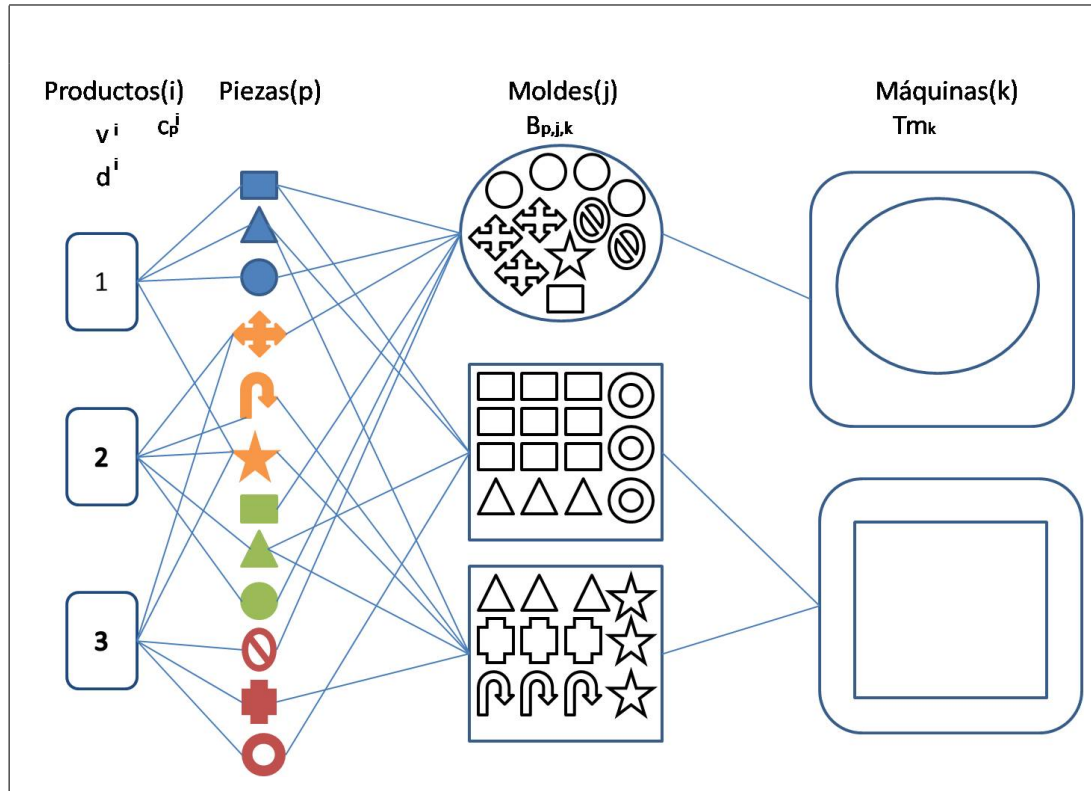 Productos(i) Piezas(p) Moldes(j) Máquinas(k)
v i c p i B p,j,k Tm k
d i
1
2
3